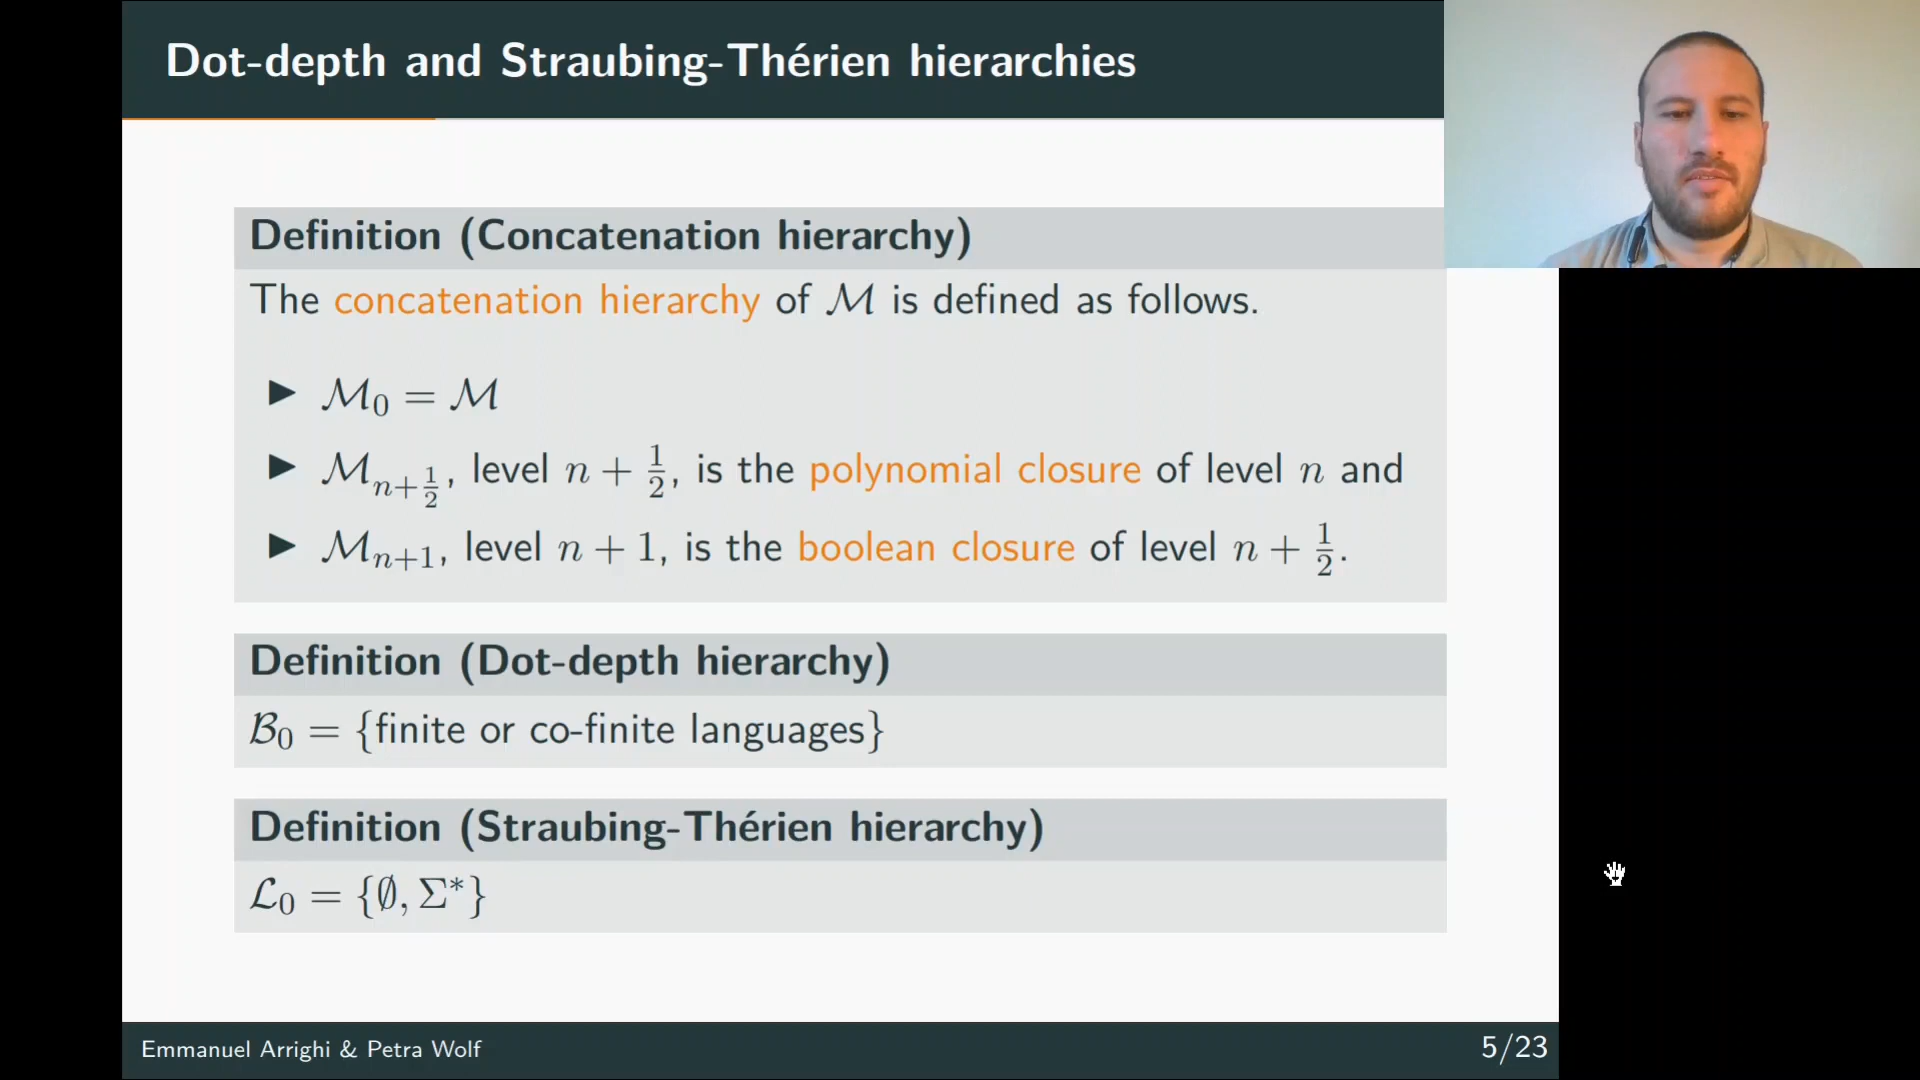 Dot-depth and Straubing-Thérien hierarchies
Definition (Concatenation hierarchy)
The concatenation hierarchy of ℳ is defined as follows.
▶ ℳ₀ = ℳ
▶ ℳ_{n+1/2}, level n + 1/2, is the polynomial closure of level n and
▶ ℳ_{n+1}, level n + 1, is the boolean closure of level n + 1/2.
Definition (Dot-depth hierarchy)
ℬ₀ = {finite or co-finite languages}
Definition (Straubing-Thérien hierarchy)
ℒ₀ = {∅, Σ*}
Emmanuel Arrighi & Petra Wolf
5/23